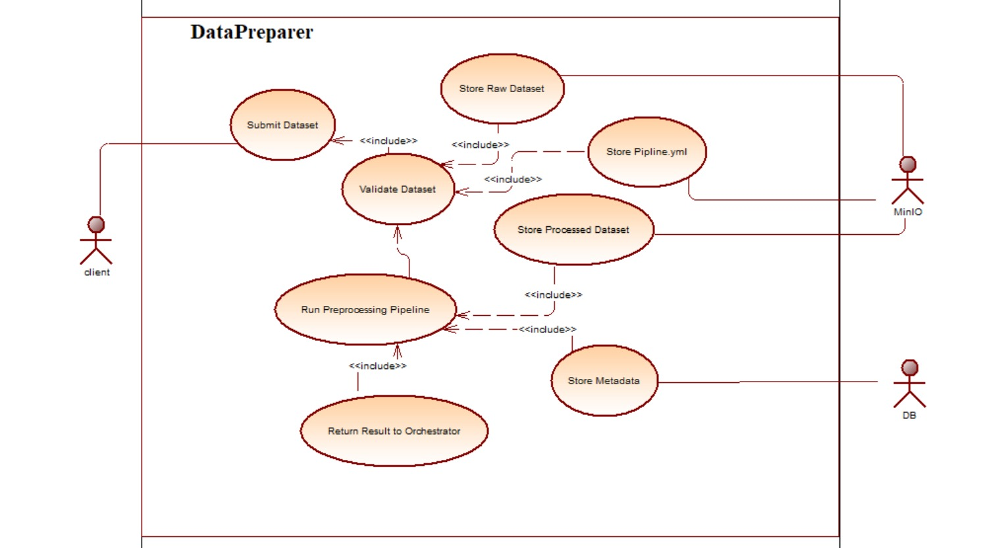 DataPreparer
Store Raw Dataset
Submit Dataset
<<include>>
<<include>>
Store Pipline.yml
<<include>>
Validate Dataset
MinIO
Store Processed Dataset
client
<<include>>
Run Preprocessing Pipeline
<<include>>
<<include>>
Store Metadata
DB
Return Result to Orchestrator